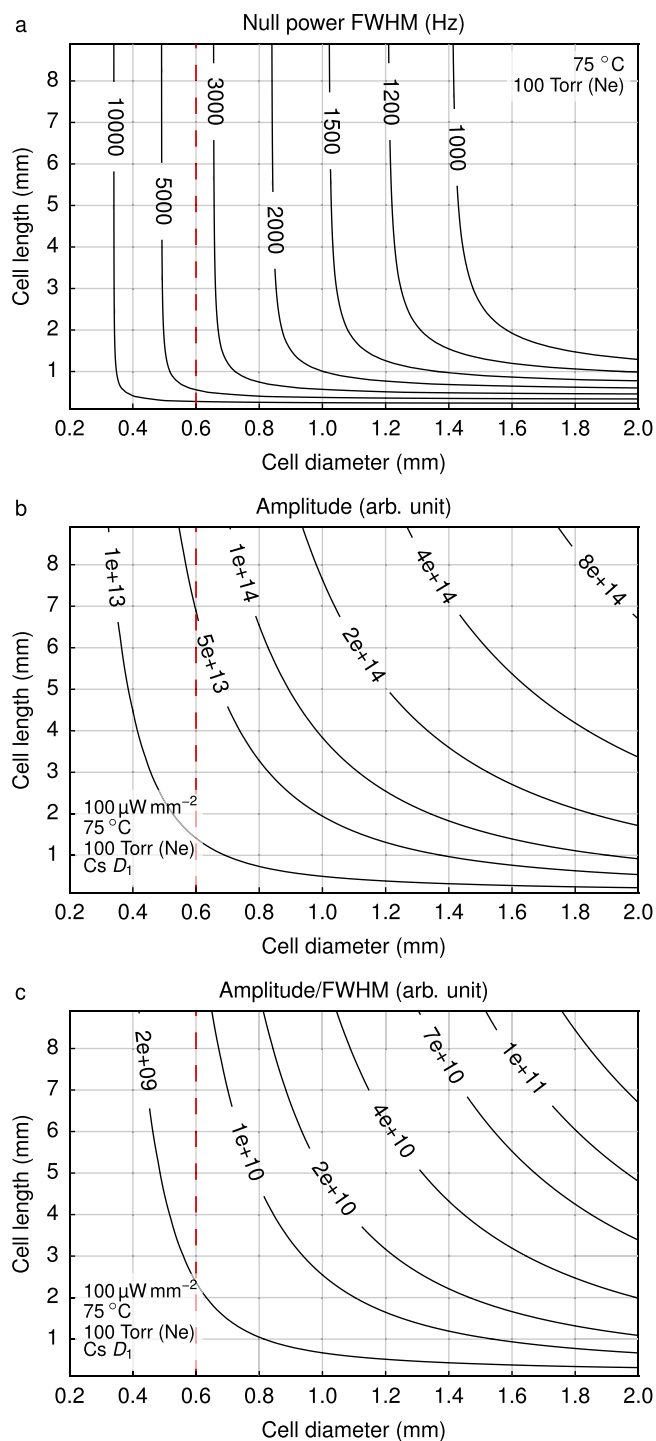 a
Null power FWHM (Hz)
75 °C
100 Torr (Ne)
10000
5000
3000
2000
1500
1200
1000
8
7
6
5
4
3
2
1
Cell length (mm)
0.2 0.4 0.6 0.8 1.0 1.2 1.4 1.6 1.8 2.0
Cell diameter (mm)
b
Amplitude (arb. unit)
1e+13
5e+13
1e+14
2e+14
4e+14
8e+14
8
7
6
5
4
3
2
1
Cell length (mm)
100 µW mm⁻²
75 °C
100 Torr (Ne)
Cs D₁
0.2 0.4 0.6 0.8 1.0 1.2 1.4 1.6 1.8 2.0
Cell diameter (mm)
c
Amplitude/FWHM (arb. unit)
2e+09
1e+10
2e+10
4e+10
7e+10
1e+11
8
7
6
5
4
3
2
1
Cell length (mm)
100 µW mm⁻²
75 °C
100 Torr (Ne)
Cs D₁
0.2 0.4 0.6 0.8 1.0 1.2 1.4 1.6 1.8 2.0
Cell diameter (mm)